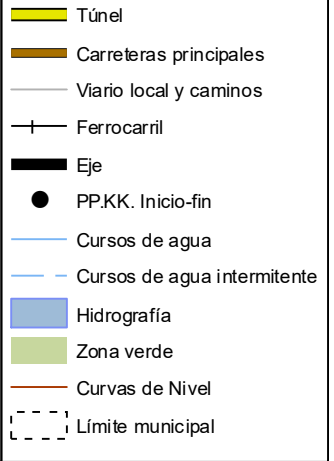 Túnel
Carreteras principales
Viario local y caminos
Ferrocarril
Eje
PP.KK. Inicio-fin
Cursos de agua
Cursos de agua intermitente
Hidrografía
Zona verde
Curvas de Nivel
Límite municipal